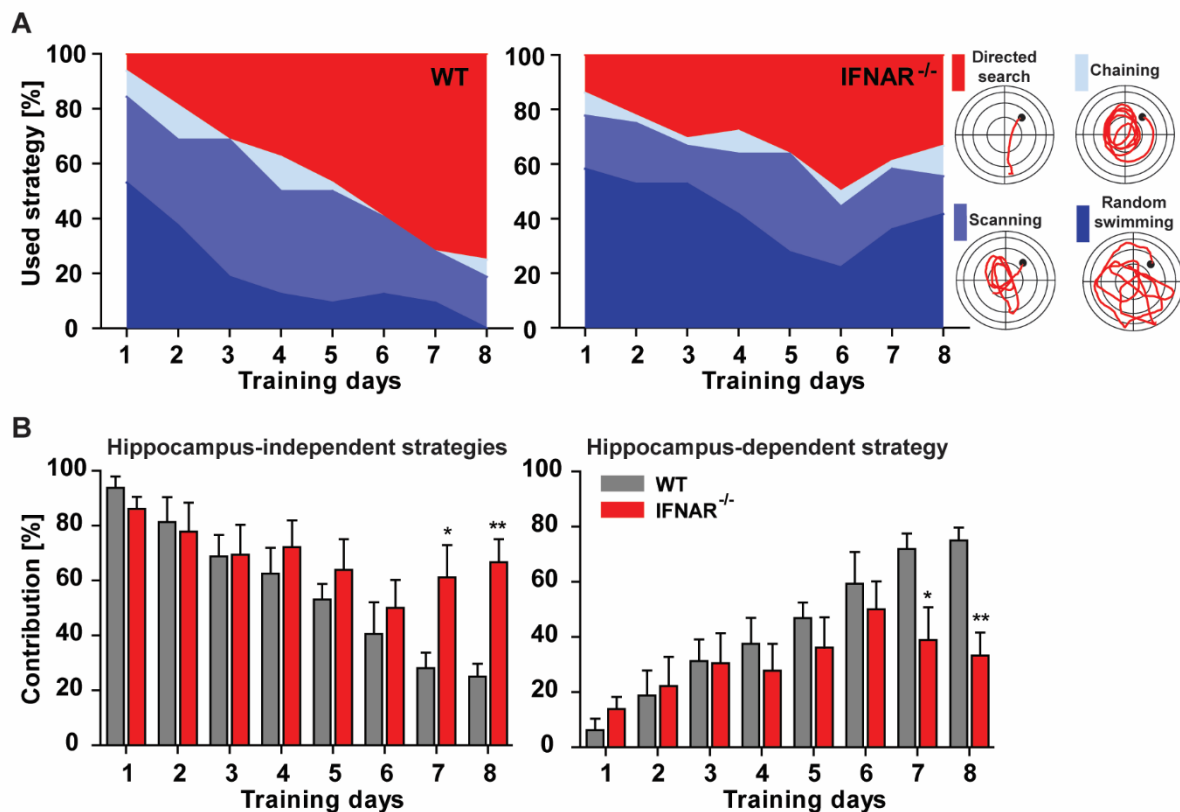 A
Used strategy [%]
100
80
60
40
20
0
WT
1 2 3 4 5 6 7 8
Training days
100
80
60
40
20
0
IFNAR-/-
1 2 3 4 5 6 7 8
Training days
Directed
search
Chaining
Scanning
Random
swimming
B
Hippocampus-independent strategies
Contribution [%]
100
80
60
40
20
0
*
**
1 2 3 4 5 6 7 8
Training days
Hippocampus-dependent strategy
100
80
60
40
20
0
WT
IFNAR-/-
*
**
1 2 3 4 5 6 7 8
Training days